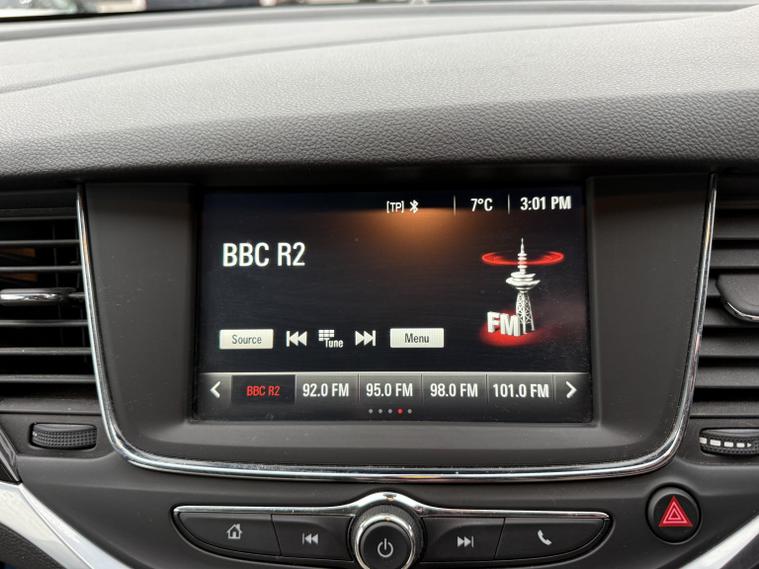 [TP] 7°C 3:01 PM
BBC R2
FM
Source Tune Menu
BBC R2 92.0 FM 95.0 FM 98.0 FM 101.0 FM